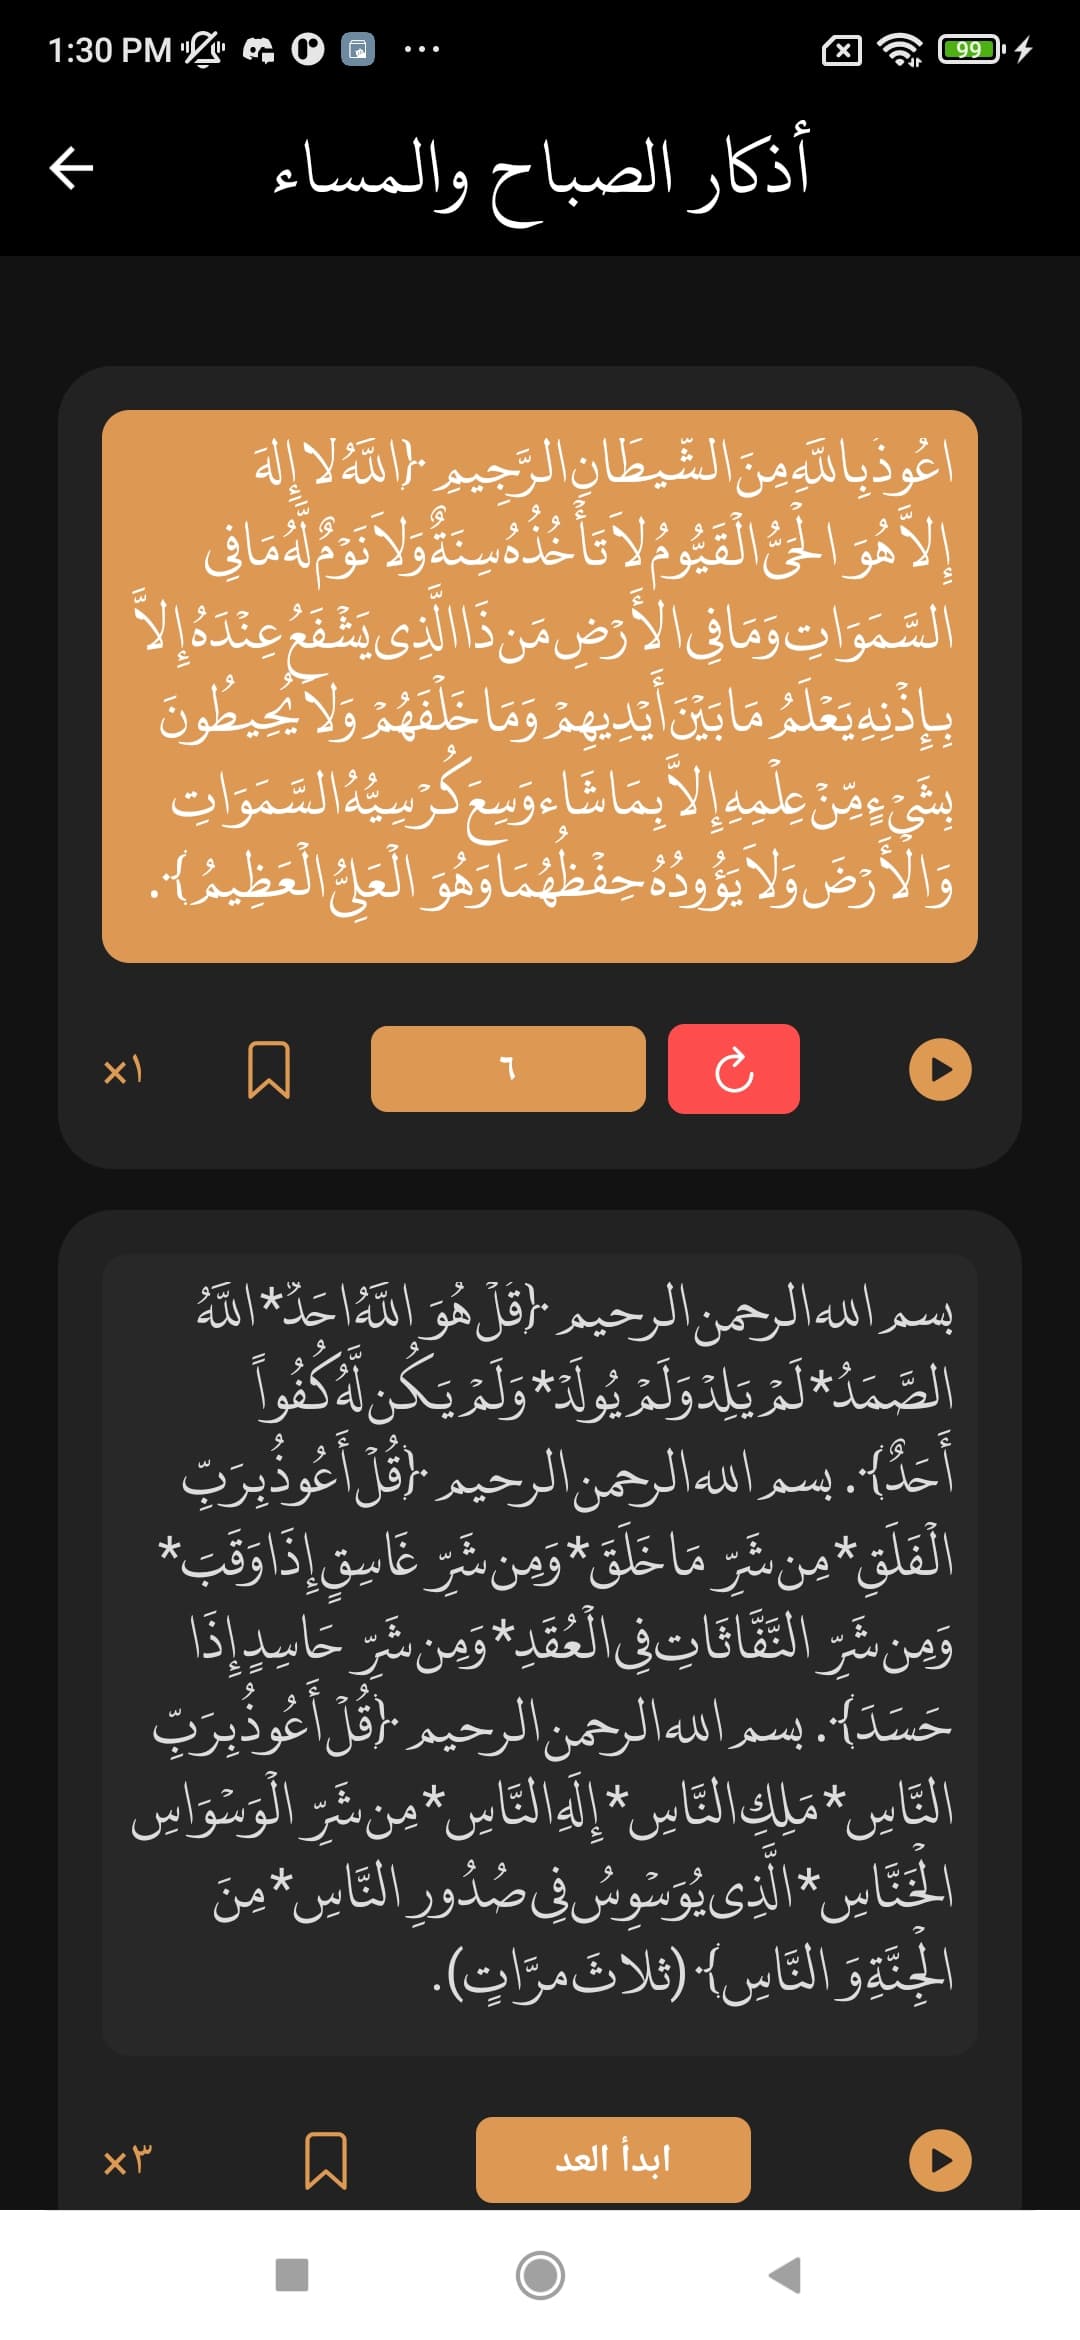 1:30 PM
99
أذكار الصباح والمساء
اعُوذُ بِاللَّهِ مِنَ الشَّيطَانِ الرَّجِيمِ {اللَّهُ لَا إِلَهَ
إِلاَّ هُوَ الْحَيُّ الْقَيُّومُ لاَ تَأْخُذُهُ سِنَةٌ وَلاَ نَوْمٌ لَّهُ مَا فِي
السَّمَوَاتِ وَمَا فِي الأَرْضِ مَن ذَا الَّذِي يَشْفَعُ عِنْدَهُ إِلاَّ
بِإِذْنِهِ يَعْلَمُ مَا بَيْنَ أَيْدِيهِمْ وَمَا خَلْفَهُمْ وَلاَ يُحِيطُونَ
بِشَيْءٍ مِّنْ عِلْمِهِ إِلاَّ بِمَا شَاء وَسِعَ كُرْسِيُّهُ السَّمَوَاتِ
وَالْأَرْضَ وَلاَ يَؤُودُهُ حِفْظُهُمَا وَهُوَ الْعَلِيُّ الْعَظِيمُ}.
٦
×١
بسم الله الرحمن الرحيم {قُلْ هُوَ اللَّهُ احَدٌ* اللَّهُ
الصَّمَدُ* لَمْ يَلِدْ وَلَمْ يُولَدْ* وَلَمْ يَكُن لَّهُ كُفُواً
أَحَدٌ}. بسم الله الرحمن الرحيم {قُلْ أَعُوذُ بِرَبِّ
الْفَلَقِ* مِن شَرِّ مَا خَلَقَ* وَمِن شَرِّ غَاسِقٍ إِذَا وَقَبَ*
وَمِن شَرِّ النَّفَّاثَاتِ فِي الْعُقَدِ* وَمِن شَرِّ حَاسِدٍ إِذَا
حَسَدَ}. بسم الله الرحمن الرحيم {قُلْ أَعُوذُ بِرَبِّ
النَّاسِ* مَلِكِ النَّاسِ* إِلَهِ النَّاسِ* مِن شَرِّ الْوَسْوَاسِ
الْخَنَّاسِ* الَّذِي يُوَسْوِسُ فِي صُدُورِ النَّاسِ* مِنَ
الْجِنَّةِ وَ النَّاسِ} (ثلاثَ مرَّاتٍ).
ابدأ العد
×٣